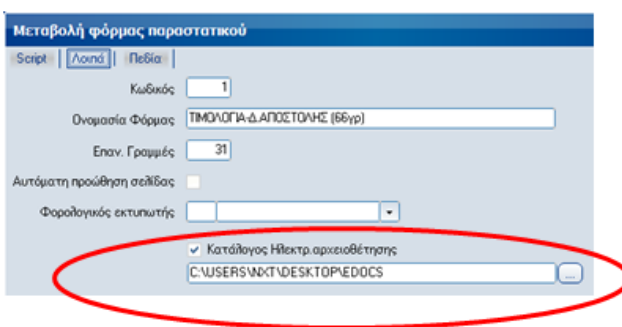 Μεταβολή φόρμας παραστατικού
Script Λοιπά Πεδία
Κωδικός 1
Ονομασία Φόρμας ΤΙΜΟΛΟΓΙΑ-Δ.ΑΠΟΣΤΟΛΗΣ (66γρ)
Επαν. Γραμμές 31
Αυτόματη προώθηση σελίδας
Φορολογικός εκτυπωτής
Κατάλογος Ηλεκτρ.αρχειοθέτησης
C:\USERS\NXT\DESKTOP\EDOCS ...